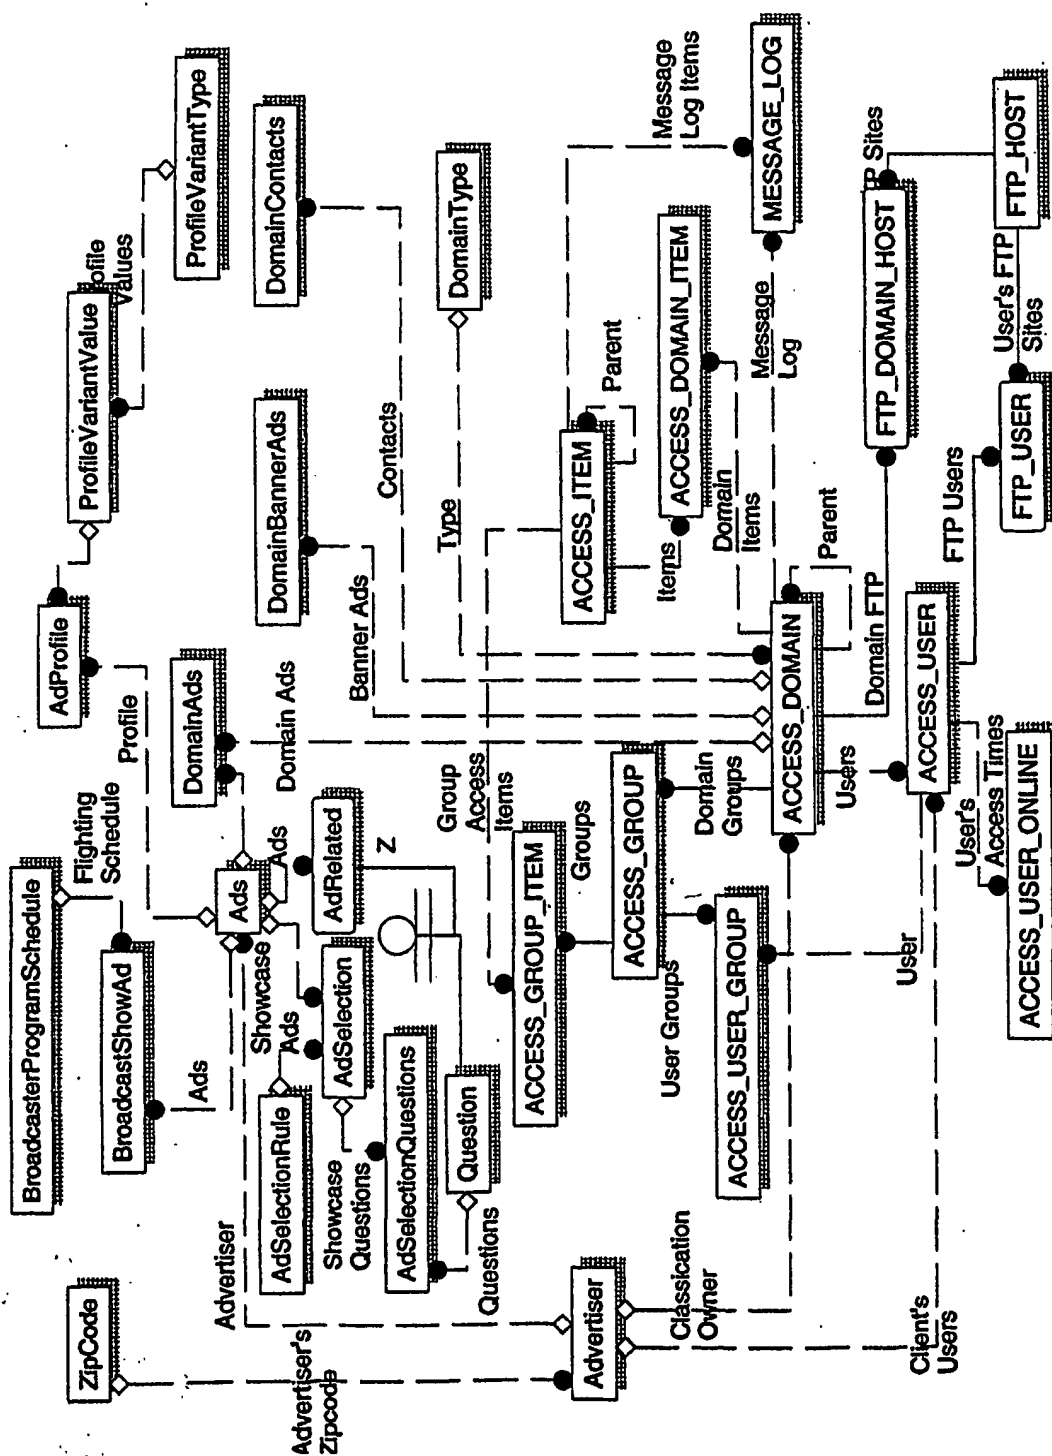 ZipCode
BroadcasterProgramSchedule
Flighting
Schedule
BroadcastShowAd
Ads
Advertiser
Advertiser's
Zipcode
AdProfile
Profile
ProfileVariantValue
ofile
alues
ProfileVariantType
DomainAds
Domain Ads
Ads
Ads
AdRelated
Z
Showcase
Ads
AdSelection
AdSelectionRule
Showcase
Questions
AdSelectionQuestions
Question
Questions
DomainBannerAds
Banner Ads
DomainContacts
Contacts
DomainType
Type
Advertiser
Classication
Owner
Client's
Users
Group
Access
Items
ACCESS_GROUP_ITEM
Groups
ACCESS_GROUP
Domain
Groups
User Groups
ACCESS_USER_GROUP
User
ACCESS_ITEM
Parent
Items
ACCESS_DOMAIN_ITEM
Domain
Items
Message
Log Items
MESSAGE_LOG
Message
Log
ACCESS_DOMAIN
Parent
Users
Domain FTP
FTP_DOMAIN_HOST
P Sites
FTP_HOST
User's FTP
Sites
FTP_USER
FTP Users
ACCESS_USER
User's
Access Times
ACCESS_USER_ONLINE